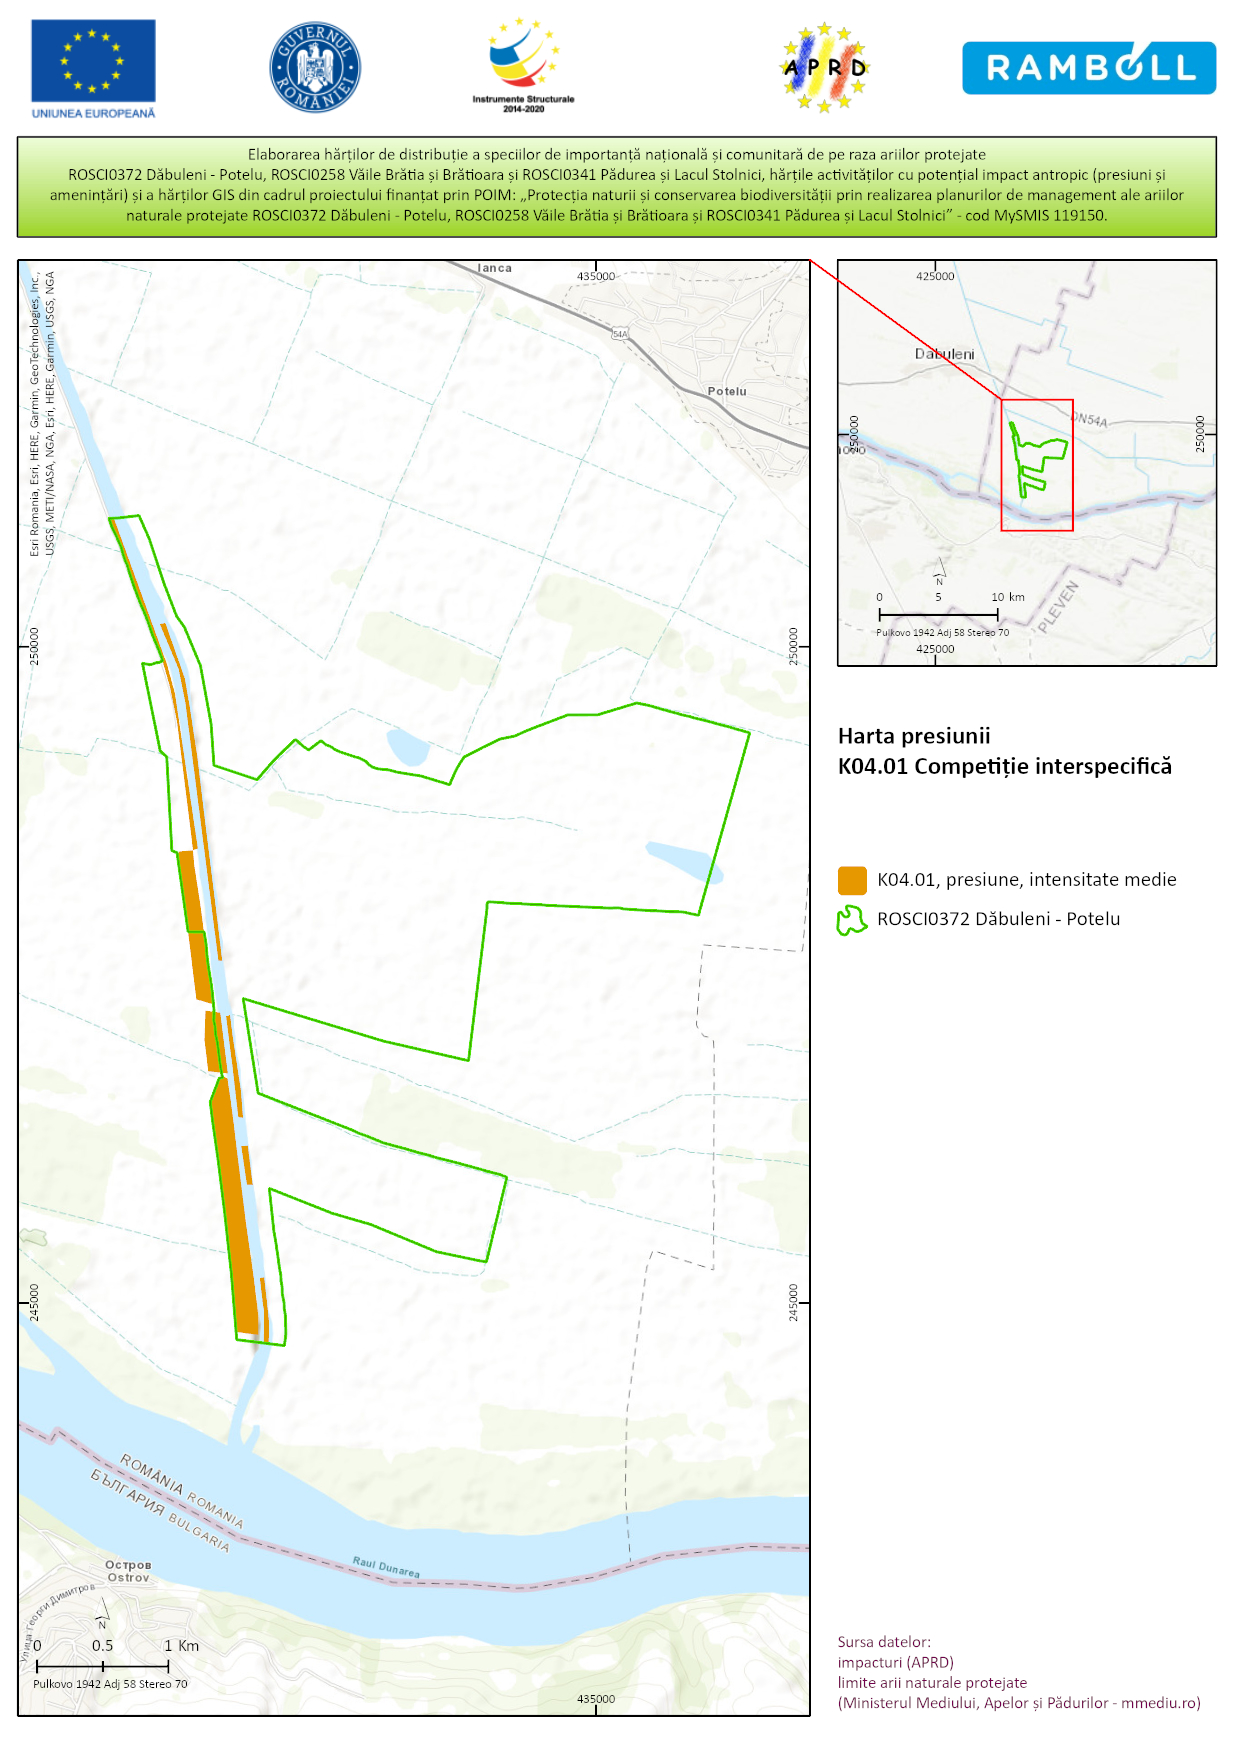 UNIUNEA EUROPEANĂ
GUVERNUL ROMÂNIEI
Instrumente Structurale
2014-2020
APRD
RAMBOLL
Elaborarea hărților de distribuție a speciilor de importanță națională și comunitară de pe raza ariilor protejate
ROSCI0372 Dăbuleni - Potelu, ROSCI0258 Văile Brătia și Brătioara și ROSCI0341 Pădurea și Lacul Stolnici, hărțile activităților cu potențial impact antropic (presiuni și
amenințări) și a hărților GIS din cadrul proiectului finanțat prin POIM: „Protecția naturii si conservarea biodiversității prin realizarea planurilor de management ale ariilor
naturale protejate ROSCI0372 Dăbuleni - Potelu, ROSCI0258 Văile Brătia și Brătioara și ROSCI0341 Pădurea și Lacul Stolnici” - cod MySMIS 119150.
Esri Romania, Esri, HERE, Garmin, GeoTechnologies, Inc.,
USGS, METI/NASA, NGA, Esri, HERE, Garmin, USGS, NGA
Ianca
435000
54A
Potelu
250000
250000
245000
245000
ROMÂNIA ROMANIA
БЪЛГАРИЯ BULGARIA
Raul Dunarea
Остров
Ostrov
Улица Георги Димитров
N
0 0.5 1 Km
Pulkovo 1942 Adj 58 Stereo 70
435000
425000
Dabuleni
DN54A
250000
250000
PLEVEN
N
0 5 10 km
Pulkovo 1942 Adj 58 Stereo 70
425000
Harta presiunii
K04.01 Competiție interspecifică
K04.01, presiune, intensitate medie
ROSCI0372 Dăbuleni - Potelu
Sursa datelor:
impacturi (APRD)
limite arii naturale protejate
(Ministerul Mediului, Apelor și Pădurilor - mmediu.ro)